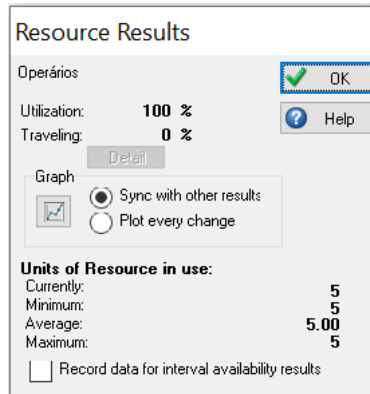 Resource Results
Operários
OK
Utilization: 100 %
Help
Traveling: 0 %
Detail
Graph
Sync with other results
Plot every change
Units of Resource in use:
Currently: 5
Minimum: 5
Average: 5.00
Maximum: 5
Record data for interval availability results